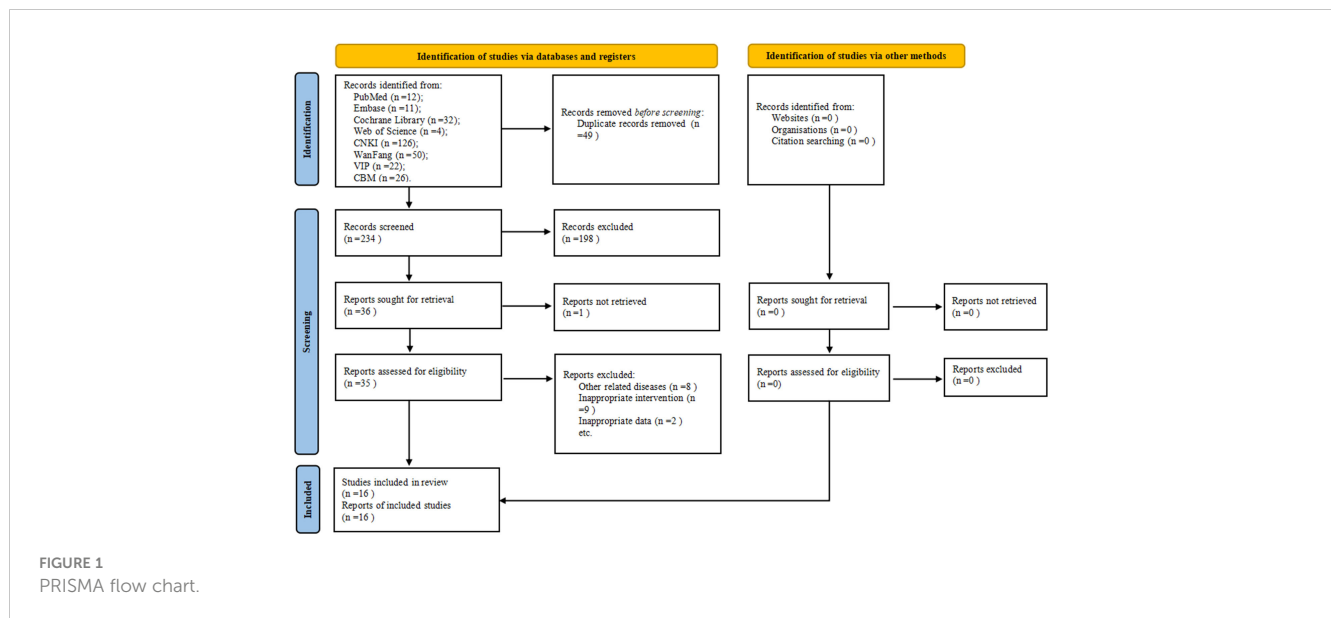 Identification of studies via databases and registers
Identification of studies via other methods
Identification
Records identified from:
PubMed (n =12);
Embase (n =11);
Cochrane Library (n =32);
Web of Science (n =4);
CNKI (n =126);
WanFang (n =50);
VIP (n =22);
CBM (n =26).
Records removed before screening:
Duplicate records removed (n
=49 )
Records identified from:
Websites (n =0 )
Organisations (n =0 )
Citation searching (n =0 )
Screening
Records screened
(n =234 )
Records excluded
(n =198 )
Reports sought for retrieval
(n =36 )
Reports not retrieved
(n =1 )
Reports sought for retrieval
(n =0 )
Reports not retrieved
(n =0 )
Reports assessed for eligibility
(n =35 )
Reports excluded:
Other related diseases (n =8 )
Inappropriate intervention (n
=9 )
Inappropriate data (n =2 )
etc.
Reports assessed for eligibility
(n =0)
Reports excluded
(n =0 )
Included
Studies included in review
(n =16 )
Reports of included studies
(n =16 )
FIGURE 1
PRISMA flow chart.